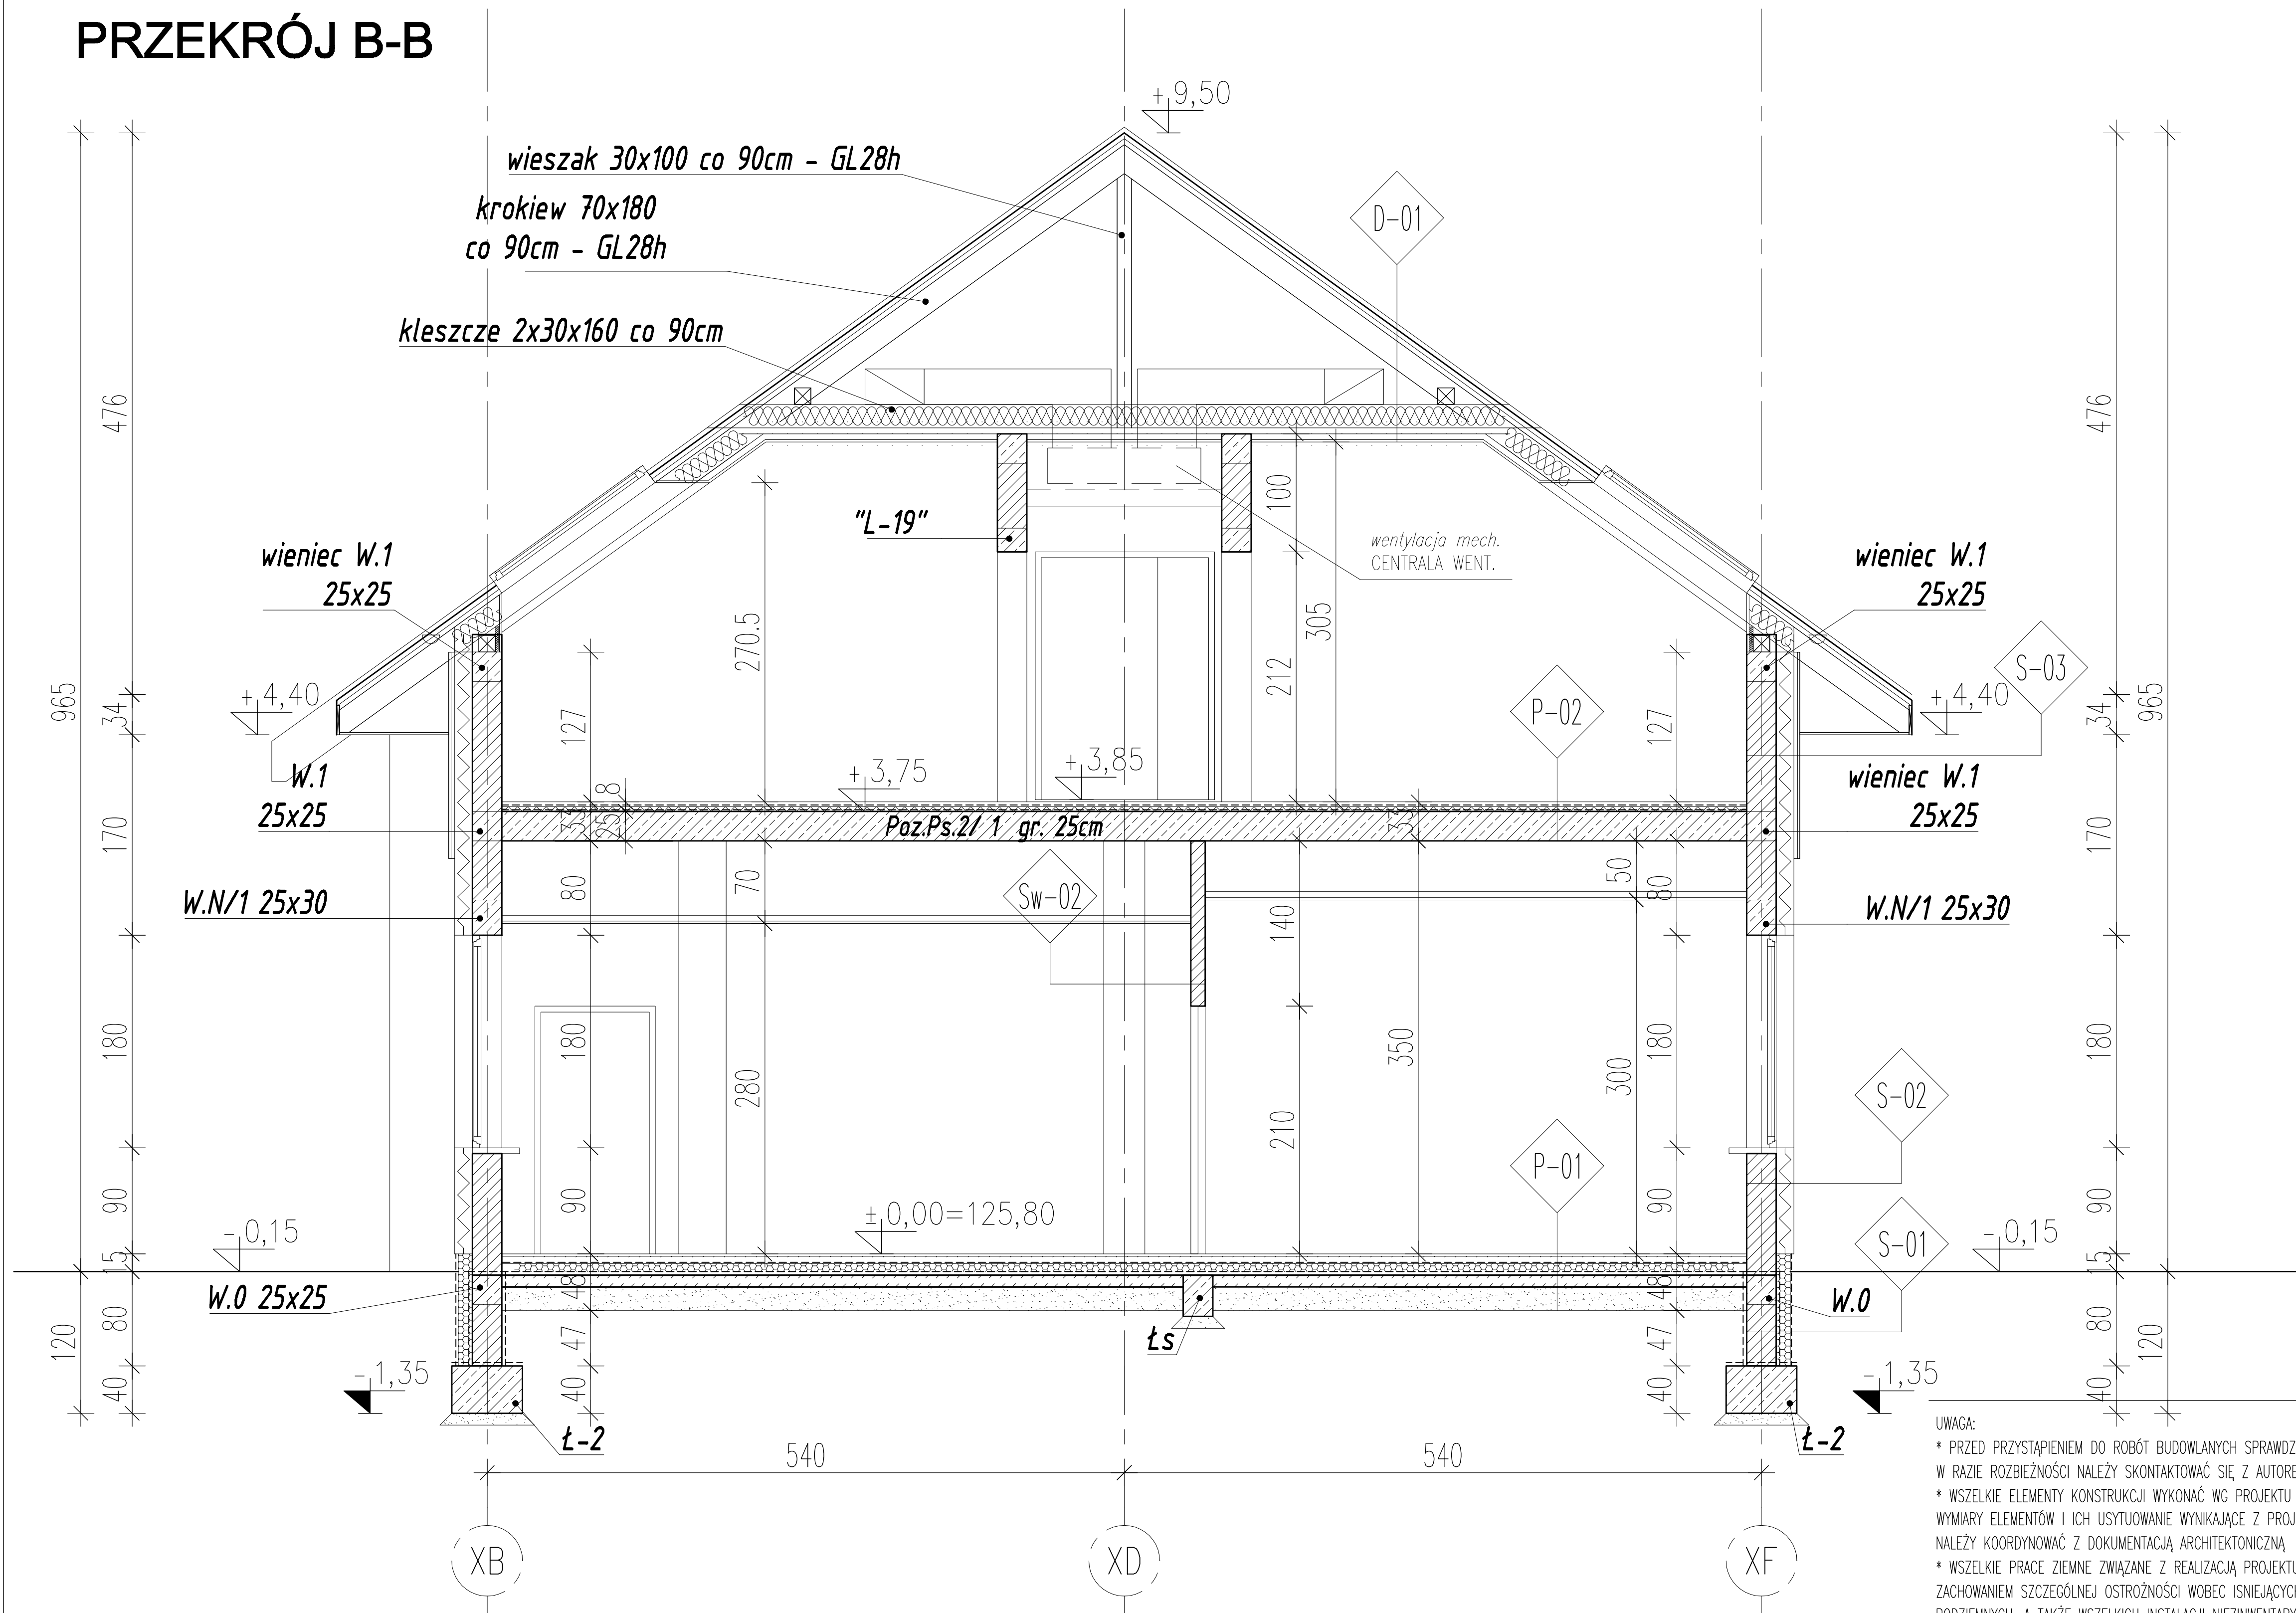 PRZEKRÓJ B-B
+9,50
wieszak 30x100 co 90cm - GL28h
krokiew 70x180
co 90cm - GL28h
kleszcze 2x30x160 co 90cm
D-01
476
476
"L-19"
100
wentylacja mech.
CENTRALA WENT.
wieniec W.1
25x25
wieniec W.1
25x25
270.5
305
212
S-03
965
34
+4,40
127
P-02
127
+4,40
34
965
W.1
25x25
+3,75
+3,85
wieniec W.1
25x25
170
35
25
8
Poz.Ps.2/ 1 gr. 25cm
35
170
W.N/1 25x30
80
70
Sw-02
140
50
80
W.N/1 25x30
180
180
280
350
300
180
180
S-02
210
P-01
90
90
±0,00=125,80
90
90
-0,15
S-01
-0,15
15
15
W.0 25x25
48
48
W.0
120
80
47
Łs
47
80
120
-1,35
40
40
40
-1,35
40
Ł-2
Ł-2
540
540
XB
XD
XF
UWAGA:
* PRZED PRZYSTĄPIENIEM DO ROBÓT BUDOWLANYCH SPRAWDZ
W RAZIE ROZBIEŻNOŚCI NALEŻY SKONTAKTOWAĆ SIĘ Z AUTORE
* WSZELKIE ELEMENTY KONSTRUKCJI WYKONAĆ WG PROJEKTU
WYMIARY ELEMENTÓW I ICH USYTUOWANIE WYNIKAJĄCE Z PROJ
NALEŻY KOORDYNOWAĆ Z DOKUMENTACJĄ ARCHITEKTONICZNĄ
* WSZELKIE PRACE ZIEMNE ZWIĄZANE Z REALIZACJĄ PROJEKTU
ZACHOWANIEM SZCZEGÓLNEJ OSTROŻNOŚCI WOBEC ISNIEJĄCYCH